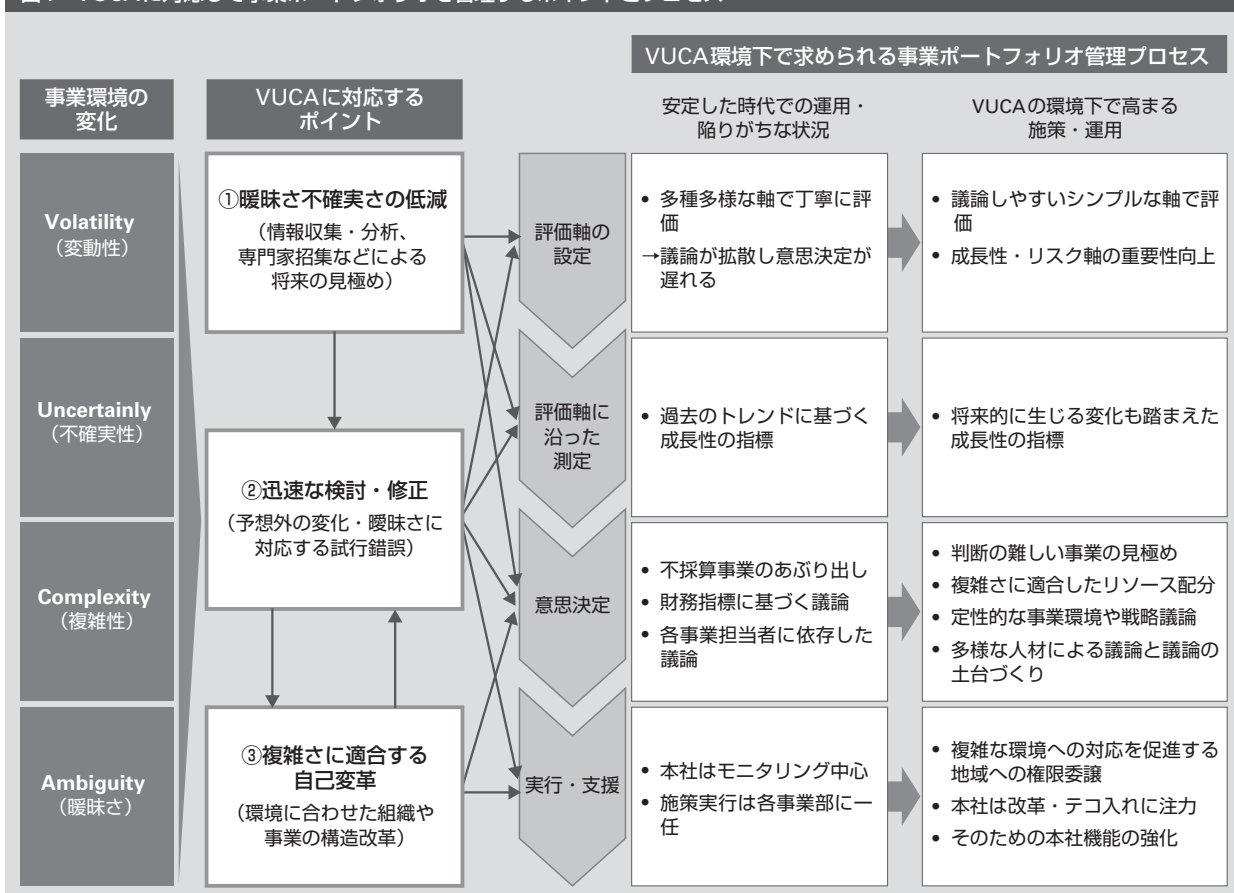 VUCA環境下で求められる事業ポートフォリオ管理プロセス
事業環境の
変化
VUCAに対応する
ポイント
安定した時代での運用・
陥りがちな状況
VUCAの環境下で高まる
施策・運用
Volatility
（変動性）
Uncertainly
（不確実性）
Complexity
（複雑性）
Ambiguity
（曖昧さ）
①曖昧さ不確実さの低減
（情報収集・分析、
専門家招集などによる
将来の見極め）
②迅速な検討・修正
（予想外の変化・曖昧さに
対応する試行錯誤）
③複雑さに適合する
自己変革
（環境に合わせた組織や
事業の構造改革）
評価軸の
設定
• 多種多様な軸で丁寧に評
価
→議論が拡散し意思決定が
遅れる
• 議論しやすいシンプルな軸で評
価
• 成長性・リスク軸の重要性向上
評価軸に
沿った
測定
• 過去のトレンドに基づく
成長性の指標
• 将来的に生じる変化も踏まえた
成長性の指標
意思決定
• 不採算事業のあぶり出し
• 財務指標に基づく議論
• 各事業担当者に依存した
議論
• 判断の難しい事業の見極め
• 複雑さに適合したリソース配分
• 定性的な事業環境や戦略議論
• 多様な人材による議論と議論の
土台づくり
実行・支援
• 本社はモニタリング中心
• 施策実行は各事業部に一
任
• 複雑な環境への対応を促進する
地域への権限委譲
• 本社は改革・テコ入れに注力
• そのための本社機能の強化